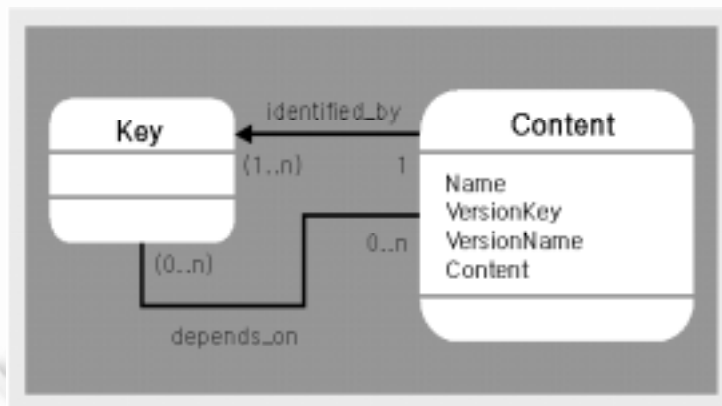 identified_by
Key
Content
(1..n)
1
Name
VersionKey
VersionName
Content
0..n
(0..n)
depends_on